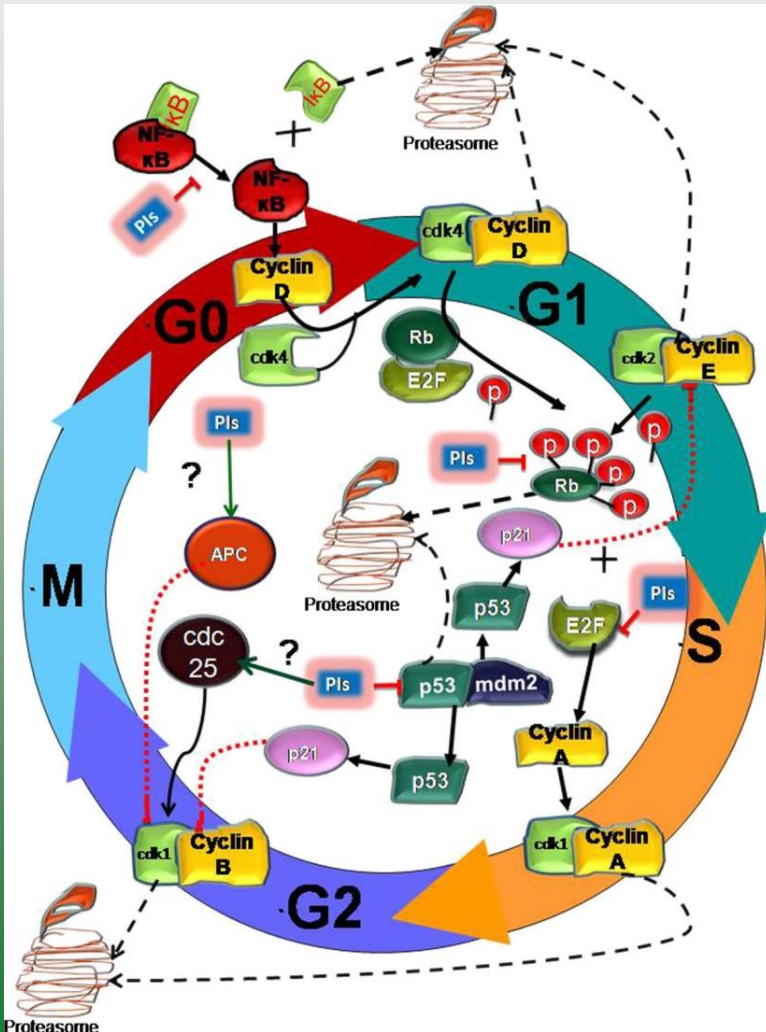 IκB
NF-
κB
IκB
Proteasome
PIs
NF-
κB
cdk4
Cyclin
D
Cyclin
D
G0
G1
cdk4
Rb
E2F
cdk2
Cyclin
E
p
PIs
p
p
p
p
p
Rb
PIs
?
p21
APC
Proteasome
+
M
p53
E2F
PIs
S
cdc
25
?
PIs
p53
mdm2
p21
p53
Cyclin
A
cdk1
Cyclin
B
cdk1
Cyclin
A
G2
Proteasome